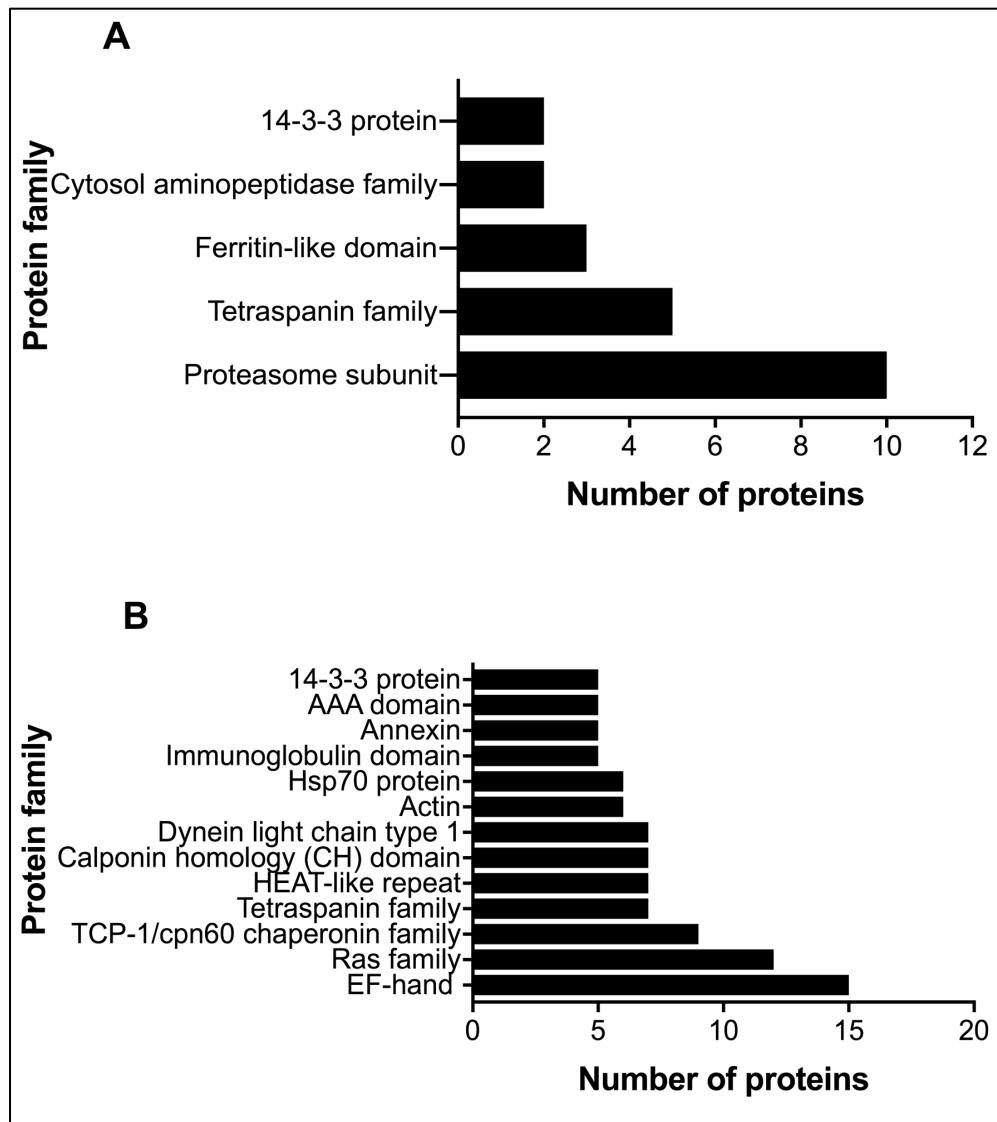 A
Protein family
14-3-3 protein
Cytosol aminopeptidase family
Ferritin-like domain
Tetraspanin family
Proteasome subunit
0 2 4 6 8 10 12
Number of proteins
B
Protein family
14-3-3 protein
AAA domain
Annexin
Immunoglobulin domain
Hsp70 protein
Actin
Dynein light chain type 1
Calponin homology (CH) domain
HEAT-like repeat
Tetraspanin family
TCP-1/cpn60 chaperonin family
Ras family
EF-hand
0 5 10 15 20
Number of proteins